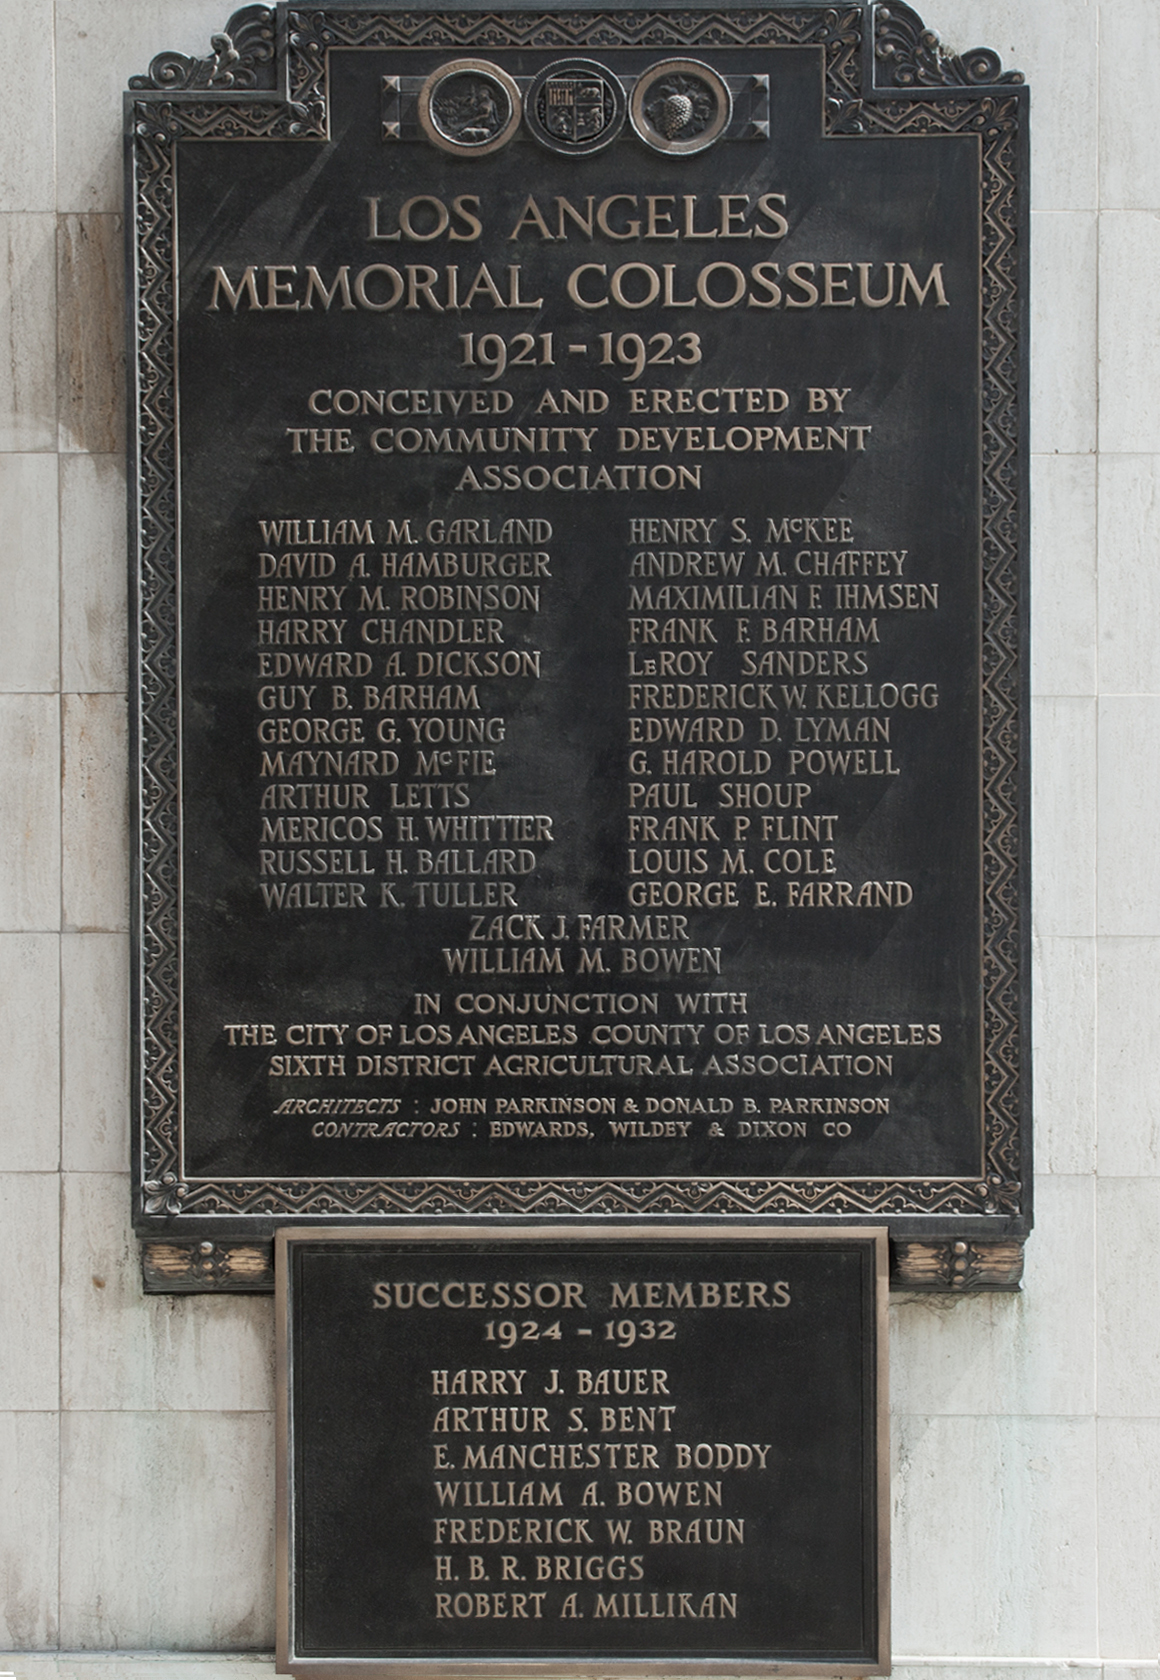 LOS ANGELES
MEMORIAL COLOSSEUM
1921 - 1923
CONCEIVED AND ERECTED BY
THE COMMUNITY DEVELOPMENT
ASSOCIATION
WILLIAM M. GARLAND
DAVID A. HAMBURGER
HENRY M. ROBINSON
HARRY CHANDLER
EDWARD A. DICKSON
GUY B. BARHAM
GEORGE G. YOUNG
MAYNARD McFIE
ARTHUR LETTS
MERICOS H. WHITTIER
RUSSELL H. BALLARD
WALTER K. TULLER
HENRY S. McKEE
ANDREW M. CHAFFEY
MAXIMILIAN F. IHMSEN
FRANK F. BARHAM
LeROY SANDERS
FREDERICK W. KELLOGG
EDWARD D. LYMAN
G. HAROLD POWELL
PAUL SHOUP
FRANK P. FLINT
LOUIS M. COLE
GEORGE E. FARRAND
ZACK J. FARMER
WILLIAM M. BOWEN
IN CONJUNCTION WITH
THE CITY OF LOS ANGELES COUNTY OF LOS ANGELES
SIXTH DISTRICT AGRICULTURAL ASSOCIATION
ARCHITECTS : JOHN PARKINSON & DONALD B. PARKINSON
CONTRACTORS : EDWARDS, WILDEY & DIXON CO
SUCCESSOR MEMBERS
1924 - 1932
HARRY J. BAUER
ARTHUR S. BENT
E. MANCHESTER BODDY
WILLIAM A. BOWEN
FREDERICK W. BRAUN
H. B. R. BRIGGS
ROBERT A. MILLIKAN